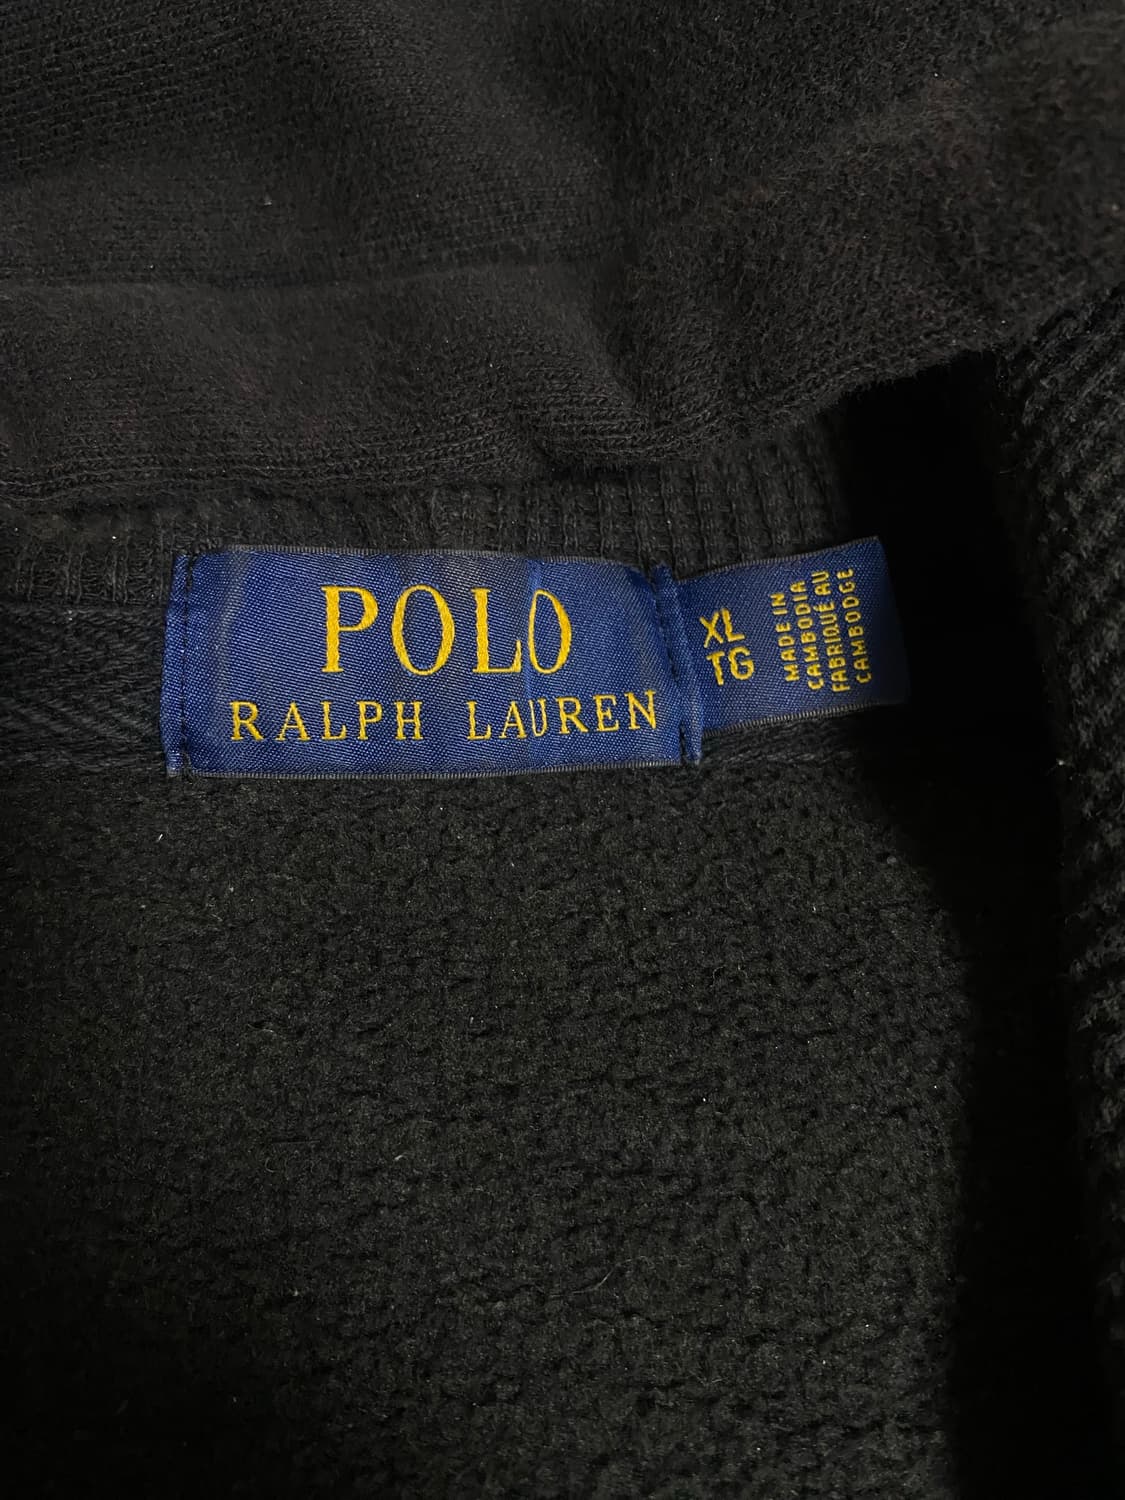 POLO
RALPH LAUREN
XL
TG
MADE IN
CAMBODIA
FABRIQUÉ AU
CAMBODGE